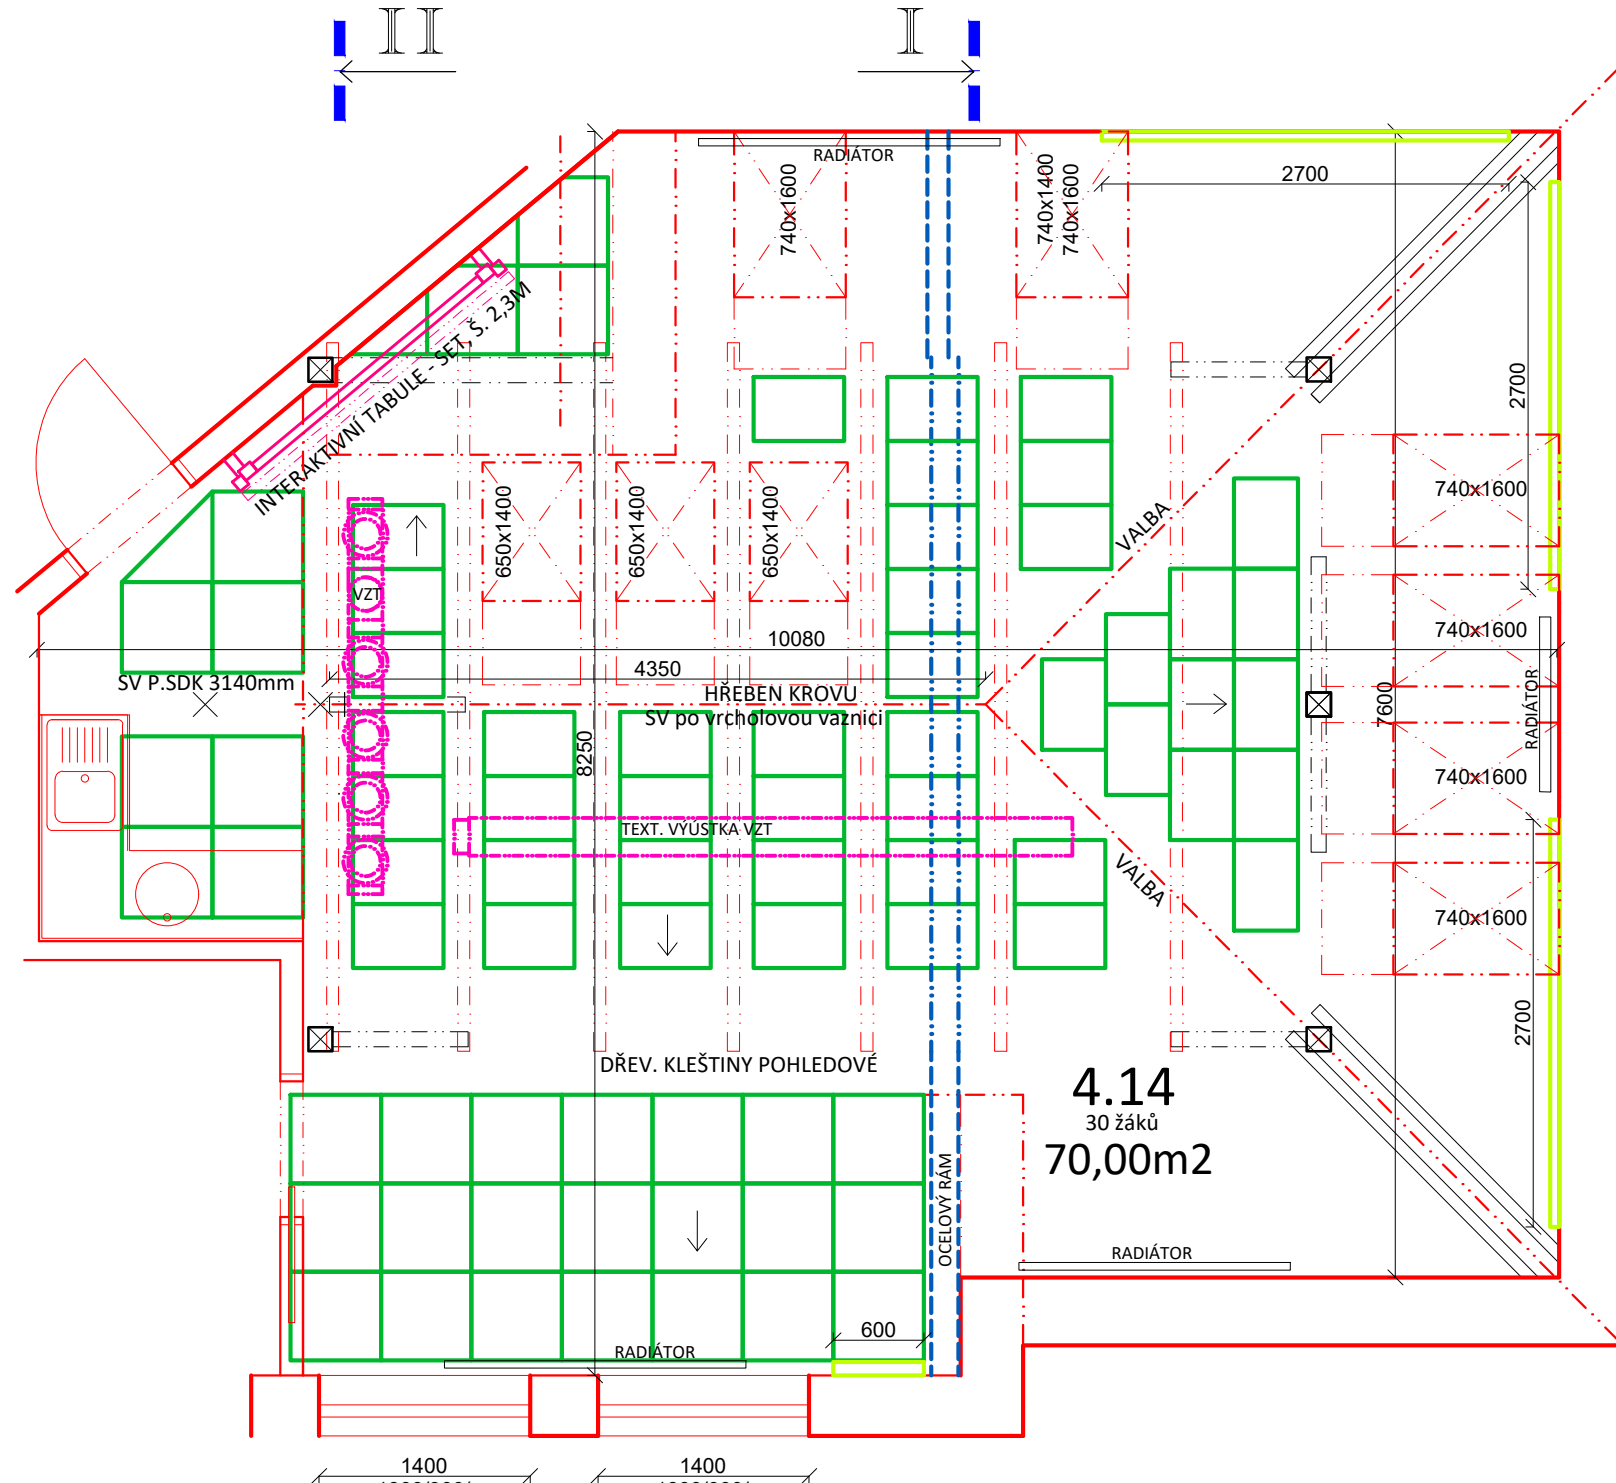 II
I
RADIÁTOR
740x1600
740x1400
740x1600
2700
2700
INTERAKTIVNÍ TABULE - SET, Š. 2,3M
650x1400
650x1400
650x1400
VALBA
740x1600
VZT
10080
740x1600
4350
SV P.SDK 3140mm
HŘEBEN KROVU
SV po vrcholovou vaznici
7600
RADIÁTOR
8250
740x1600
TEXT. VÝÚSTKA VZT
VALBA
740x1600
2700
DŘEV. KLEŠTINY POHLEDOVÉ
4.14
30 žáků
70,00m2
OCELOVÝ RÁM
RADIÁTOR
600
RADIÁTOR
1400
1400